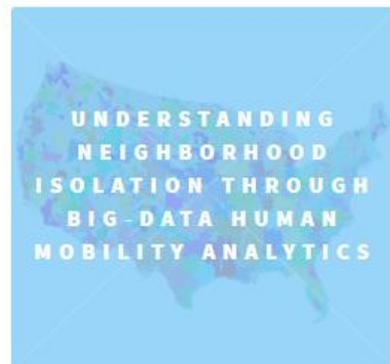 UNDERSTANDING
NEIGHBORHOOD
ISOLATION THROUGH
BIG-DATA HUMAN
MOBILITY ANALYTICS